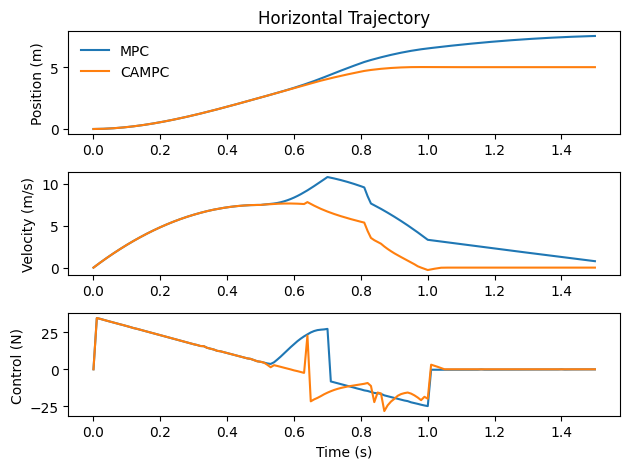 Horizontal Trajectory
Position (m)
5
0
MPC
CAMPC
0.0 0.2 0.4 0.6 0.8 1.0 1.2 1.4
Velocity (m/s)
10
5
0
0.0 0.2 0.4 0.6 0.8 1.0 1.2 1.4
Control (N)
25
0
−25
0.0 0.2 0.4 0.6 0.8 1.0 1.2 1.4
Time (s)